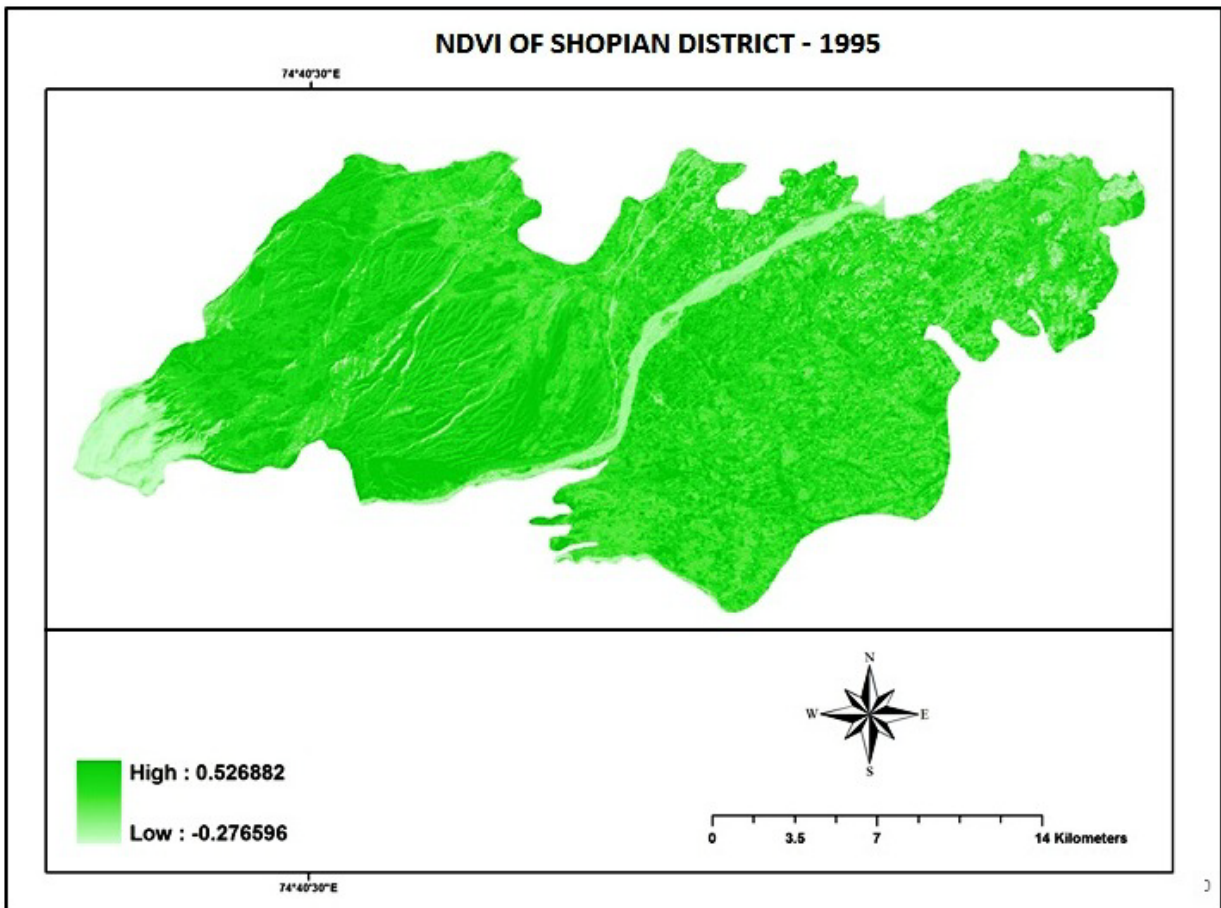 NDVI OF SHOPIAN DISTRICT - 1995
74°40'30"E
N
W E
S
High : 0.526882
Low : -0.276596
0 3.5 7 14 Kilometers
74°40'30"E